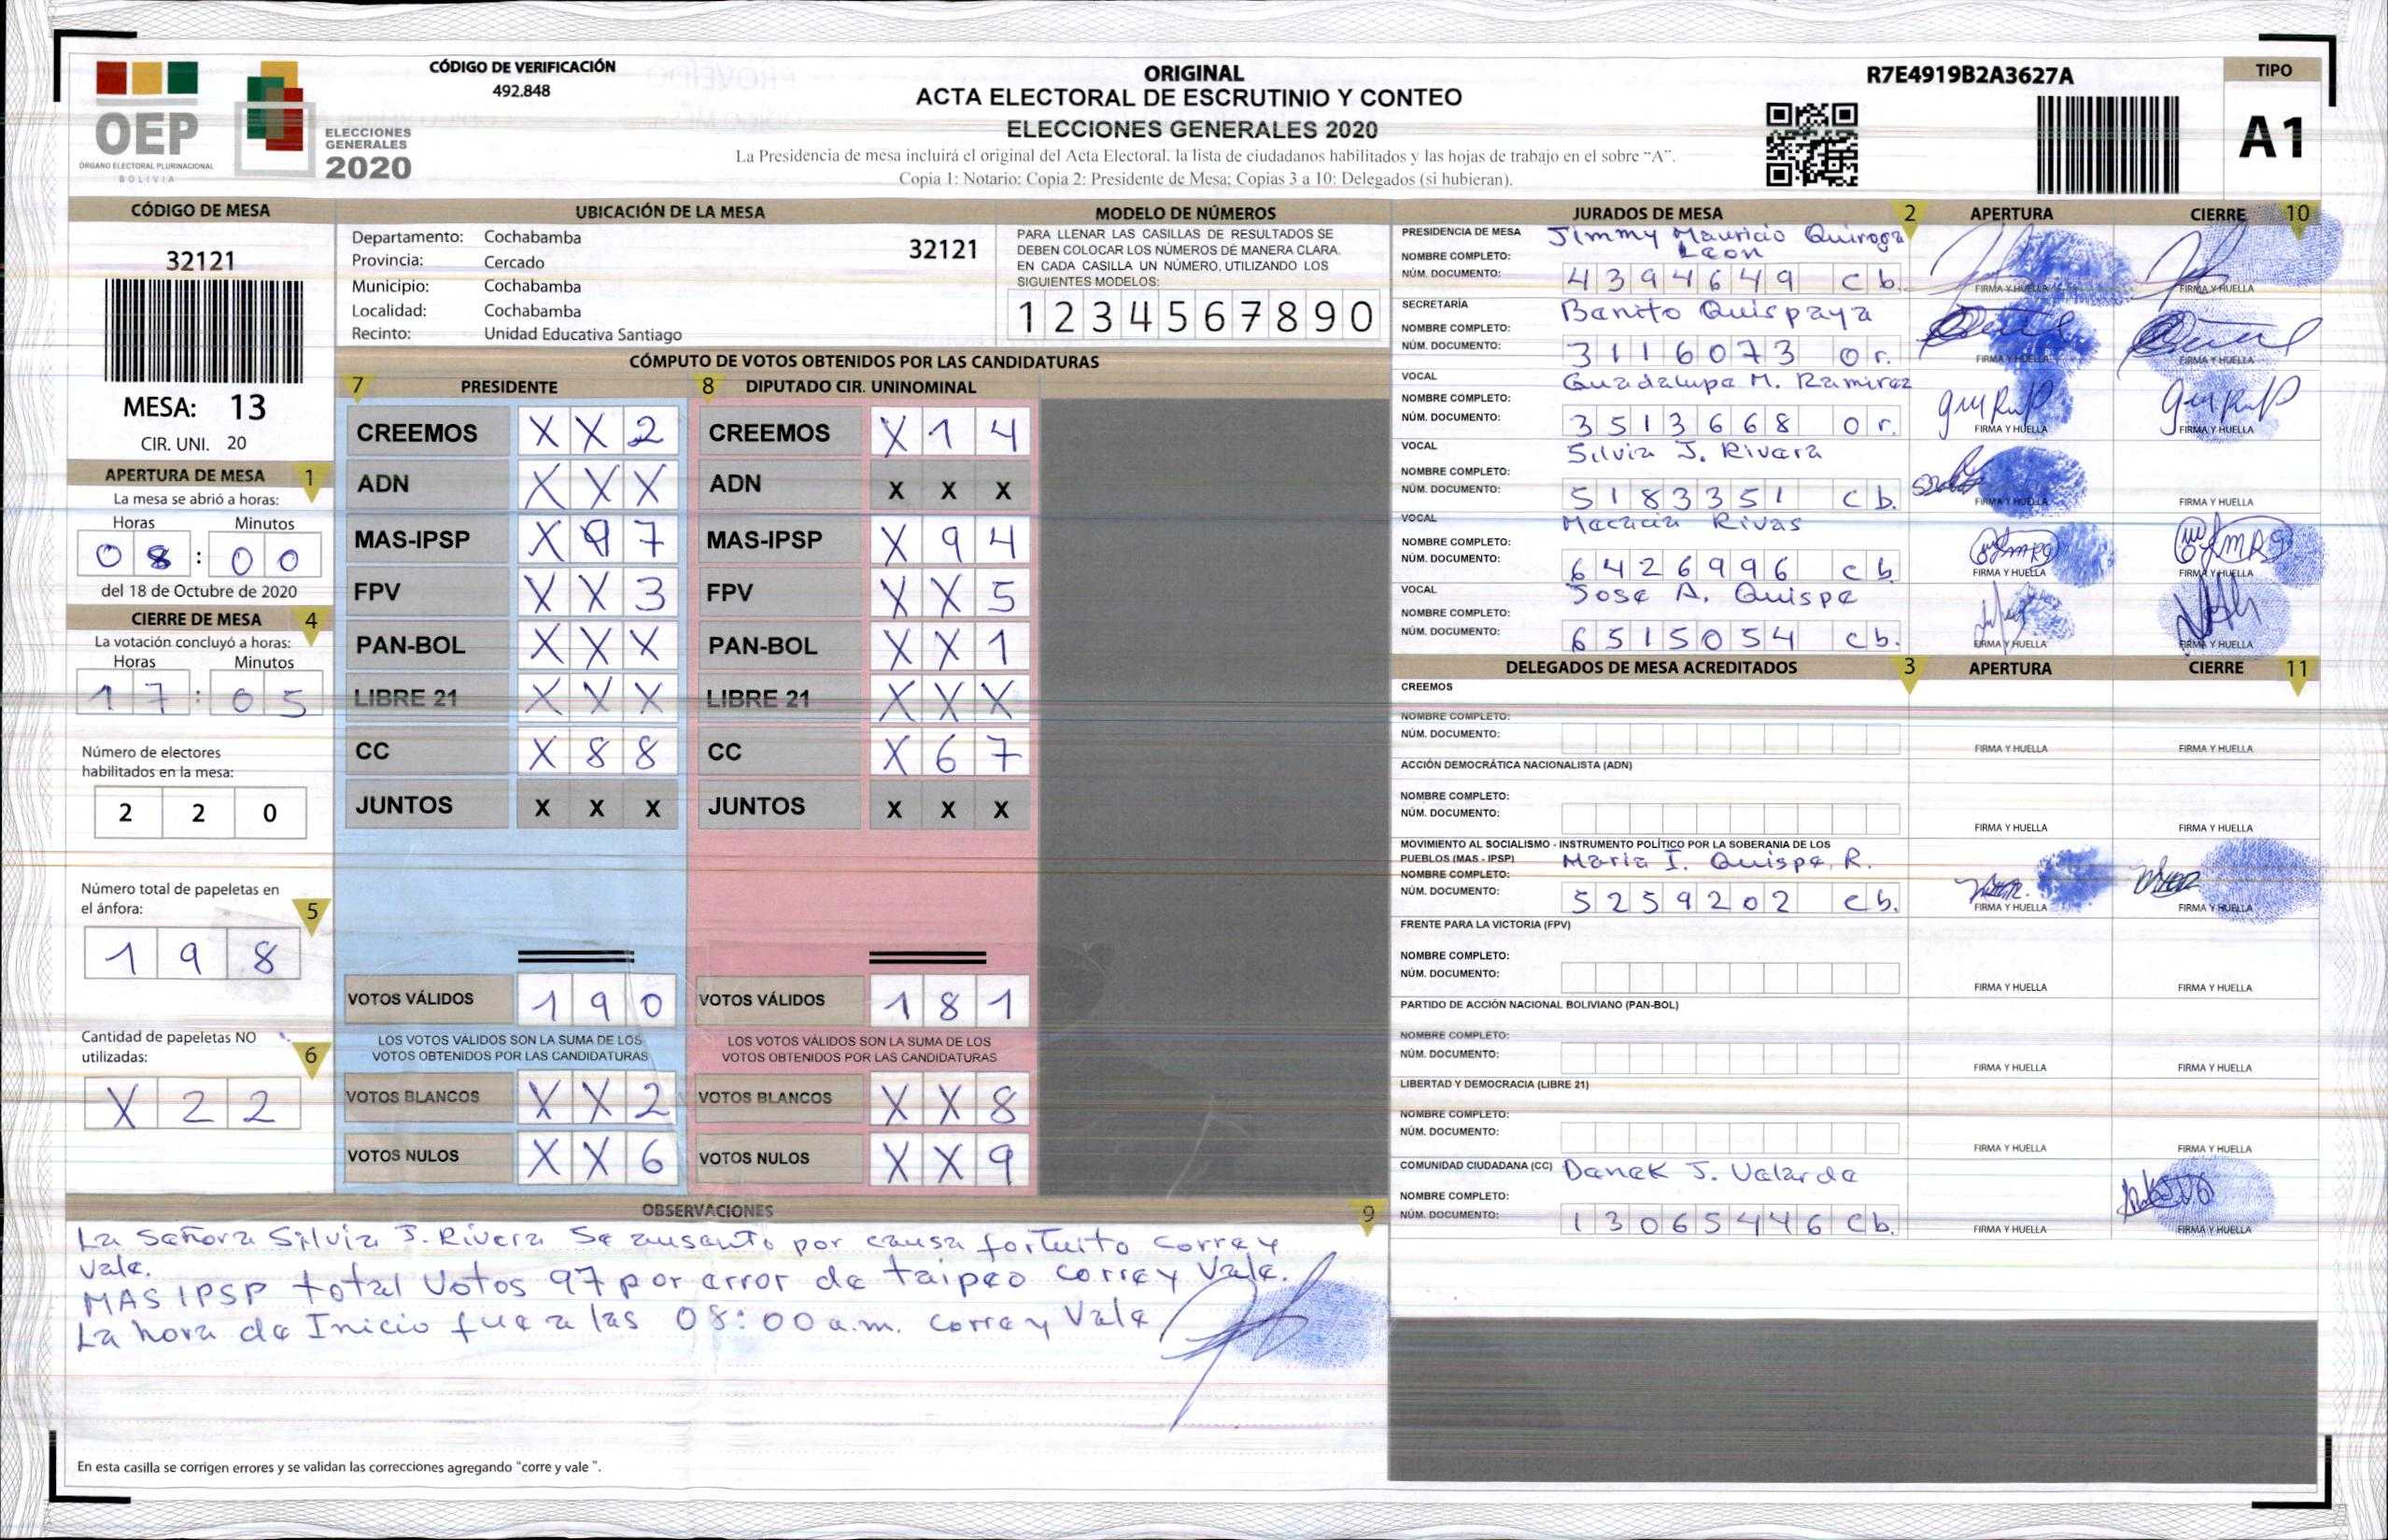 CÓDIGO DE VERIFICACIÓN
492.848
OEP
ÓRGANO ELECTORAL PLURINACIONAL
BOLIVIA
ELECCIONES
GENERALES
2020
ORIGINAL
ACTA ELECTORAL DE ESCRUTINIO Y CONTEO
ELECCIONES GENERALES 2020
La Presidencia de mesa incluirá el original del Acta Electoral, la lista de ciudadanos habilitados y las hojas de trabajo en el sobre “A”.
Copia 1: Notario; Copia 2: Presidente de Mesa; Copias 3 a 10: Delegados (si hubieran).
R7E4919B2A3627A
TIPO
A1
CÓDIGO DE MESA
32121
MESA: 13
CIR. UNI. 20
APERTURA DE MESA 1
La mesa se abrió a horas:
Horas Minutos
08:00
del 18 de Octubre de 2020
CIERRE DE MESA 4
La votación concluyó a horas:
Horas Minutos
17:05
Número de electores
habilitados en la mesa:
2 2 0
Número total de papeletas en
el ánfora: 5
1 9 8
Cantidad de papeletas NO
utilizadas: 6
X 2 2
UBICACIÓN DE LA MESA
Departamento: Cochabamba 32121
Provincia: Cercado
Municipio: Cochabamba
Localidad: Cochabamba
Recinto: Unidad Educativa Santiago
MODELO DE NÚMEROS
PARA LLENAR LAS CASILLAS DE RESULTADOS SE
DEBEN COLOCAR LOS NÚMEROS DE MANERA CLARA.
EN CADA CASILLA UN NÚMERO, UTILIZANDO LOS
SIGUIENTES MODELOS:
1 2 3 4 5 6 7 8 9 0
CÓMPUTO DE VOTOS OBTENIDOS POR LAS CANDIDATURAS
7 PRESIDENTE 8 DIPUTADO CIR. UNINOMINAL
CREEMOS X X 2 CREEMOS X 1 4
ADN X X X ADN X X X
MAS-IPSP X 9 7 MAS-IPSP X 9 4
FPV X X 3 FPV X X 5
PAN-BOL X X X PAN-BOL X X 1
LIBRE 21 X X X LIBRE 21 X X X
CC X 8 8 CC X 6 7
JUNTOS X X X JUNTOS X X X
VOTOS VÁLIDOS 1 9 0 VOTOS VÁLIDOS 1 8 1
LOS VOTOS VÁLIDOS SON LA SUMA DE LOS LOS VOTOS VÁLIDOS SON LA SUMA DE LOS
VOTOS OBTENIDOS POR LAS CANDIDATURAS VOTOS OBTENIDOS POR LAS CANDIDATURAS
VOTOS BLANCOS X X 2 VOTOS BLANCOS X X 8
VOTOS NULOS X X 6 VOTOS NULOS X X 9
OBSERVACIONES 9
La Señora Silvia J. Rivera Se ausento por causa fortuito corre y
vale.
MAS IPSP total votos 97 por error de taipeo corre y vale.
La hora de Inicio fue a las 08:00 a.m. corre y vale
En esta casilla se corrigen errores y se validan las correcciones agregando “corre y vale ”.
JURADOS DE MESA 2 APERTURA CIERRE 10
PRESIDENCIA DE MESA Jimmy Mauricio Quiroga
NOMBRE COMPLETO: Leon
NÚM. DOCUMENTO: 4394649 cb. FIRMA Y HUELLA FIRMA Y HUELLA
SECRETARÍA Benito Quispaya
NOMBRE COMPLETO:
NÚM. DOCUMENTO: 3116073 or. FIRMA Y HUELLA FIRMA Y HUELLA
VOCAL Guadalupe M. Ramirez
NOMBRE COMPLETO:
NÚM. DOCUMENTO: 3513668 or. FIRMA Y HUELLA FIRMA Y HUELLA
VOCAL Silvia J. Rivera
NOMBRE COMPLETO:
NÚM. DOCUMENTO: 5183351 cb. FIRMA Y HUELLA FIRMA Y HUELLA
VOCAL Rivas
NOMBRE COMPLETO:
NÚM. DOCUMENTO: 6426996 cb FIRMA Y HUELLA FIRMA Y HUELLA
VOCAL Jose A. Quispe
NOMBRE COMPLETO:
NÚM. DOCUMENTO: 6515054 cb. FIRMA Y HUELLA FIRMA Y HUELLA
DELEGADOS DE MESA ACREDITADOS 3 APERTURA CIERRE 11
CREEMOS
NOMBRE COMPLETO:
NÚM. DOCUMENTO: FIRMA Y HUELLA FIRMA Y HUELLA
ACCIÓN DEMOCRÁTICA NACIONALISTA (ADN)
NOMBRE COMPLETO:
NÚM. DOCUMENTO: FIRMA Y HUELLA FIRMA Y HUELLA
MOVIMIENTO AL SOCIALISMO - INSTRUMENTO POLÍTICO POR LA SOBERANIA DE LOS
PUEBLOS (MAS - IPSP) Maria I. Quispe R.
NOMBRE COMPLETO:
NÚM. DOCUMENTO: 5259202 cb. FIRMA Y HUELLA FIRMA Y HUELLA
FRENTE PARA LA VICTORIA (FPV)
NOMBRE COMPLETO:
NÚM. DOCUMENTO: FIRMA Y HUELLA FIRMA Y HUELLA
PARTIDO DE ACCIÓN NACIONAL BOLIVIANO (PAN-BOL)
NOMBRE COMPLETO:
NÚM. DOCUMENTO: FIRMA Y HUELLA FIRMA Y HUELLA
LIBERTAD Y DEMOCRACIA (LIBRE 21)
NOMBRE COMPLETO:
NÚM. DOCUMENTO: FIRMA Y HUELLA FIRMA Y HUELLA
COMUNIDAD CIUDADANA (CC) Danek J. Velarde
NOMBRE COMPLETO:
NÚM. DOCUMENTO: 13065446 cb. FIRMA Y HUELLA FIRMA Y HUELLA